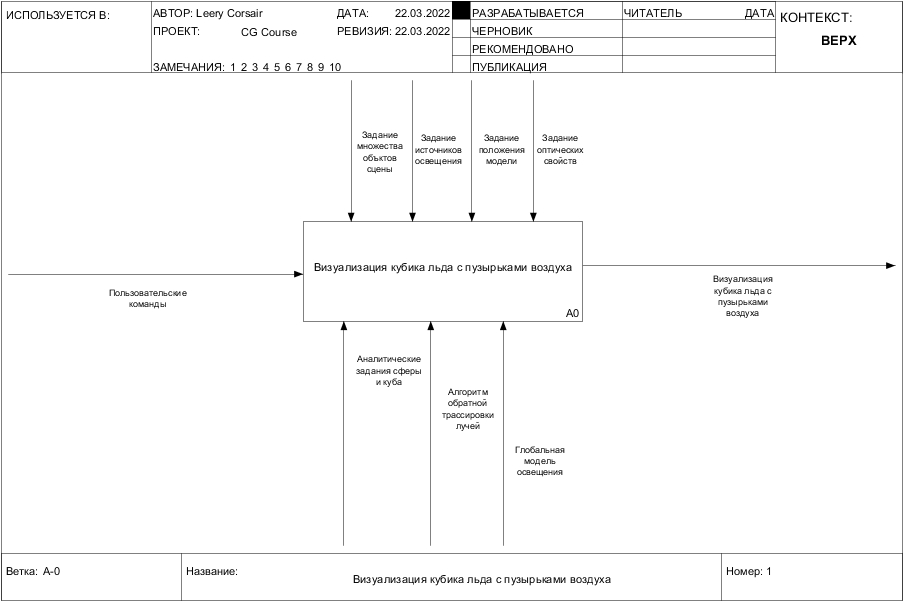 ИСПОЛЬЗУЕТСЯ В:
АВТОР: Leery Corsair
ДАТА: 22.03.2022
ПРОЕКТ: CG Course
РЕВИЗИЯ: 22.03.2022
ЗАМЕЧАНИЯ: 1 2 3 4 5 6 7 8 9 10
РАЗРАБАТЫВАЕТСЯ
ЧЕРНОВИК
РЕКОМЕНДОВАНО
ПУБЛИКАЦИЯ
ЧИТАТЕЛЬ ДАТА
КОНТЕКСТ:
ВЕРХ
Задание
множества
объктов
сцены
Задание
источников
освещения
Задание
положения
модели
Задание
оптических
свойств
Визуализация кубика льда с пузырьками воздуха
A0
Пользовательские
команды
Визуализация
кубика льда с
пузырьками
воздуха
Аналитические
задания сферы
и куба
Алгоритм
обратной
трассировки
лучей
Глобальная
модель
освещения
Ветка: A-0
Название:
Визуализация кубика льда с пузырьками воздуха
Номер: 1